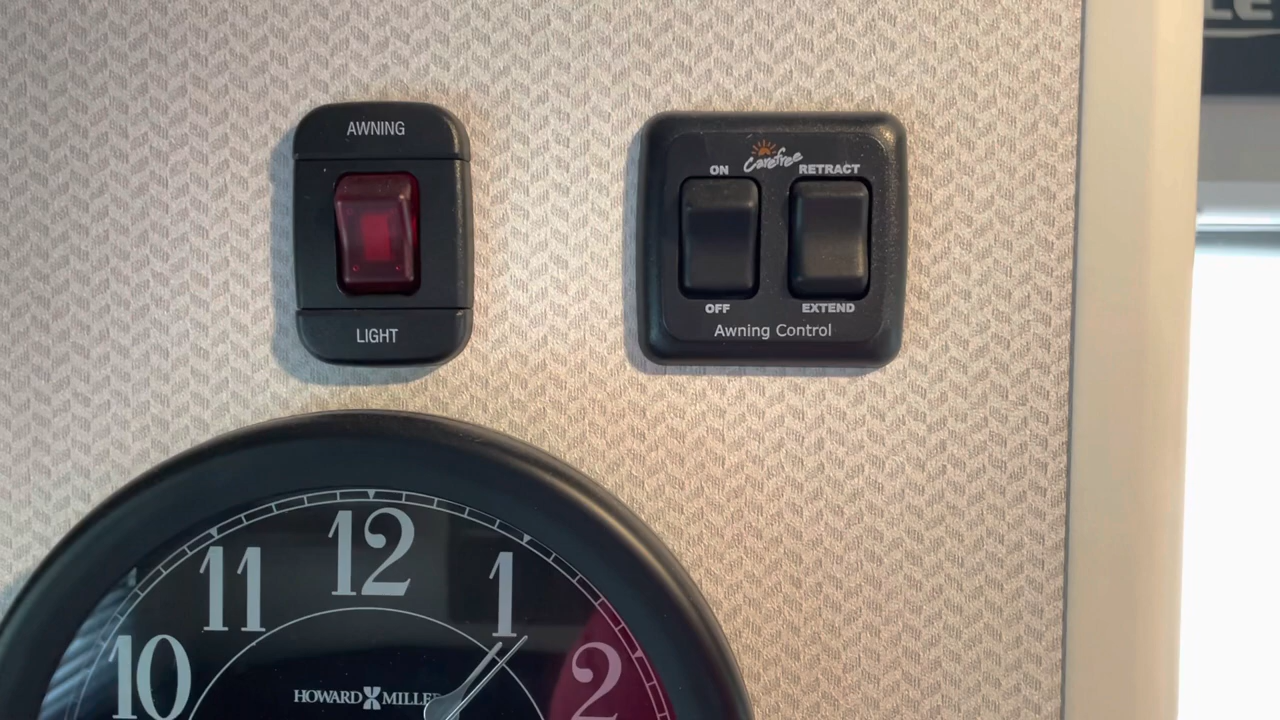 AWNING
LIGHT
Carefree
ON
RETRACT
OFF
EXTEND
Awning Control
12
11
1
10
2
HOWARD MILLER